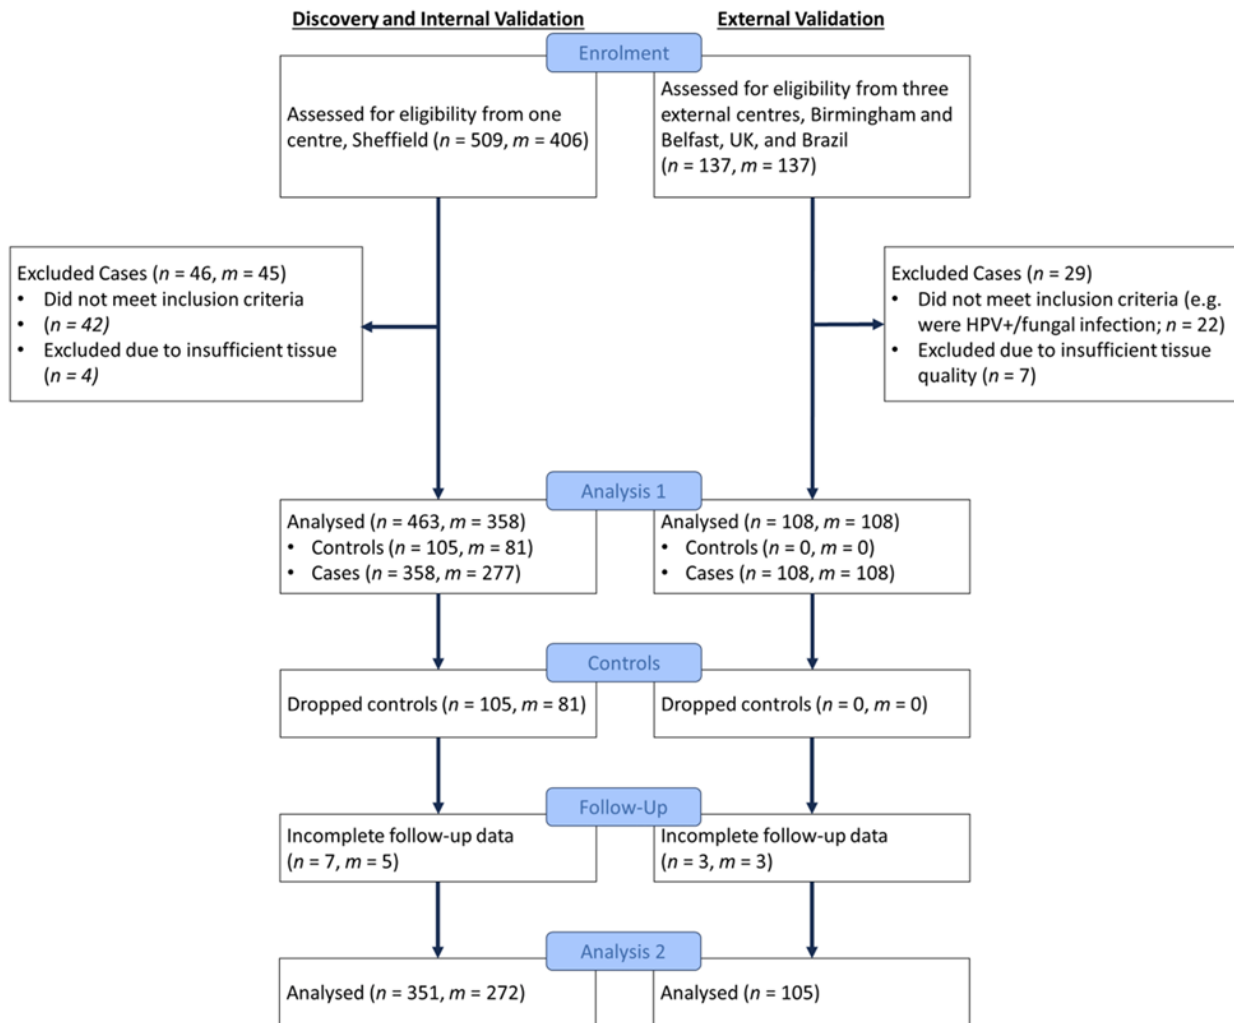 Discovery and Internal Validation
External Validation
Enrolment
Assessed for eligibility from one
centre, Sheffield (n = 509, m = 406)
Assessed for eligibility from three
external centres, Birmingham and
Belfast, UK, and Brazil
(n = 137, m = 137)
Excluded Cases (n = 46, m = 45)
• Did not meet inclusion criteria
• (n = 42)
• Excluded due to insufficient tissue
(n = 4)
Excluded Cases (n = 29)
• Did not meet inclusion criteria (e.g.
were HPV+/fungal infection; n = 22)
• Excluded due to insufficient tissue
quality (n = 7)
Analysis 1
Analysed (n = 463, m = 358)
• Controls (n = 105, m = 81)
• Cases (n = 358, m = 277)
Analysed (n = 108, m = 108)
• Controls (n = 0, m = 0)
• Cases (n = 108, m = 108)
Controls
Dropped controls (n = 105, m = 81)
Dropped controls (n = 0, m = 0)
Follow-Up
Incomplete follow-up data
(n = 7, m = 5)
Incomplete follow-up data
(n = 3, m = 3)
Analysis 2
Analysed (n = 351, m = 272)
Analysed (n = 105)